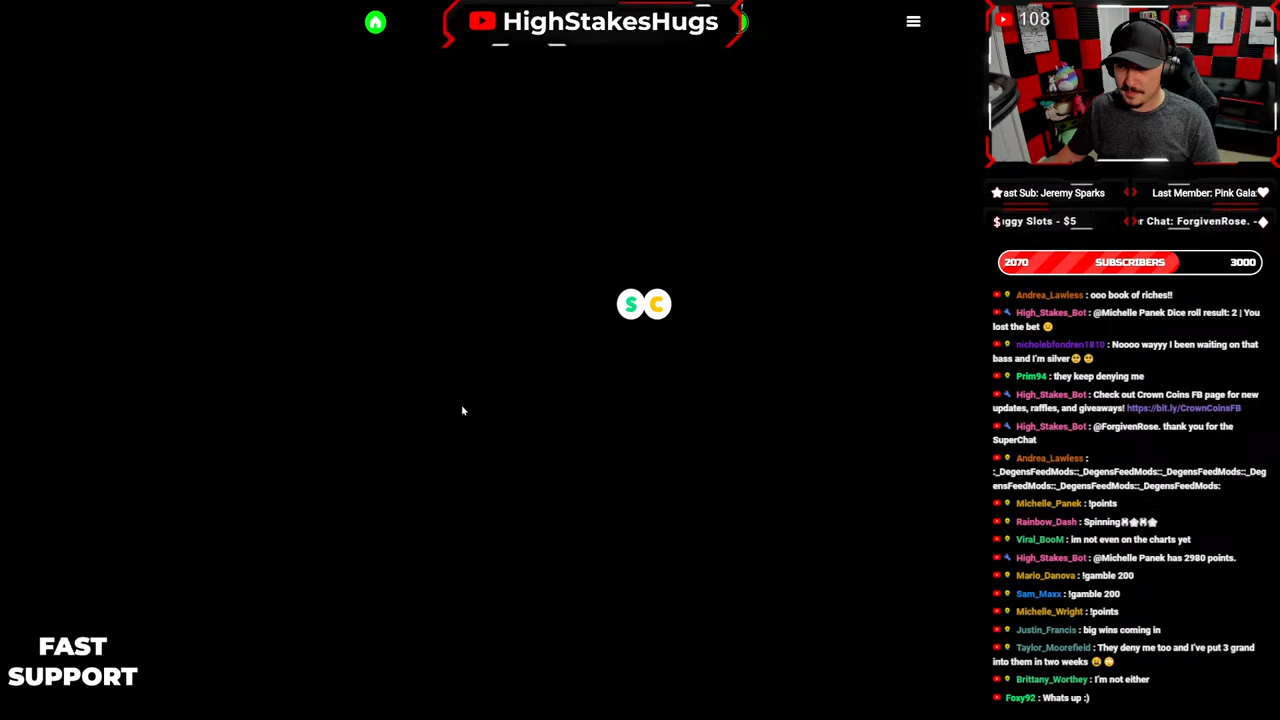 HighStakesHugs
108
ast Sub: Jeremy Sparks
Last Member: Pink Gala
ggy Slots - $5
r Chat: ForgivenRose. -
2070 SUBSCRIBERS 3000
S C
Andrea_Lawless : ooo book of riches!!
High_Stakes_Bot : @Michelle Panek Dice roll result: 2 | You
lost the bet 😐
nicholebfondren1810 : Noooo wayyy I been waiting on that
bass and I'm silver🥺🥺
Prim94 : they keep denying me
High_Stakes_Bot : Check out Crown Coins FB page for new
updates, raffles, and giveaways! https://bit.ly/CrownCoinsFB
High_Stakes_Bot : @ForgivenRose. thank you for the
SuperChat
Andrea_Lawless :
:_DegensFeedMods::_DegensFeedMods::_DegensFeedMods::_Deg
ensFeedMods::_DegensFeedMods::_DegensFeedMods:
Michelle_Panek : !points
Rainbow_Dash : Spinning
Viral_BooM : im not even on the charts yet
High_Stakes_Bot : @Michelle Panek has 2980 points.
Mario_Danova : !gamble 200
Sam_Maxx : !gamble 200
Michelle_Wright : !points
Justin_Francis : big wins coming in
Taylor_Moorefield : They deny me too and I've put 3 grand
into them in two weeks 😩🙄
Brittany_Worthey : I'm not either
Foxy92 : Whats up :)
FAST
SUPPORT